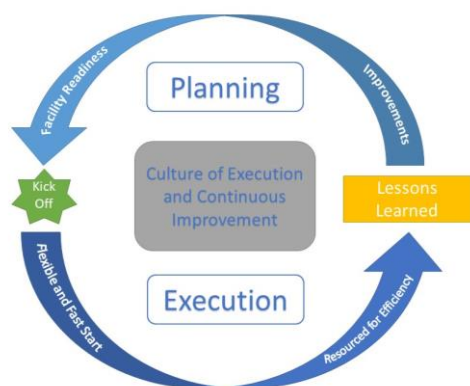 Planning
Facility Readiness
Improvements
Kick
Off
Culture of Execution
and Continuous
Improvement
Lessons
Learned
Flexible and Fast Start
Execution
Resourced for Efficiency